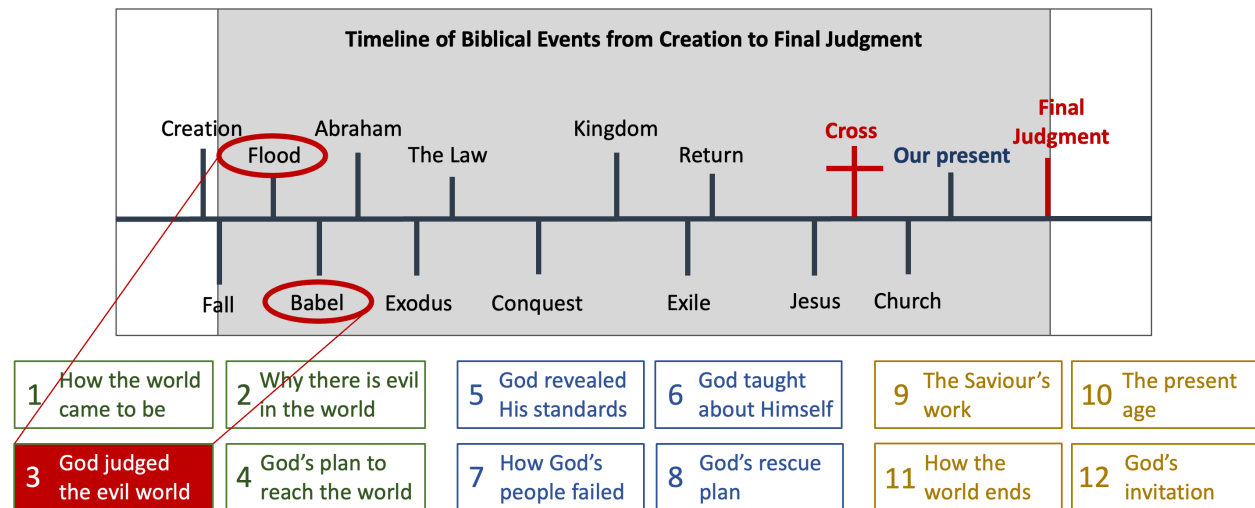 Timeline of Biblical Events from Creation to Final Judgment
Creation
Flood
Abraham
The Law
Kingdom
Return
Cross
Our present
Final
Judgment
Fall
Babel
Exodus
Conquest
Exile
Jesus
Church
1 How the world
came to be
2 Why there is evil
in the world
5 God revealed
His standards
6 God taught
about Himself
9 The Saviour’s
work
10 The present
age
3 God judged
the evil world
4 God’s plan to
reach the world
7 How God’s
people failed
8 God’s rescue
plan
11 How the
world ends
12 God’s
invitation